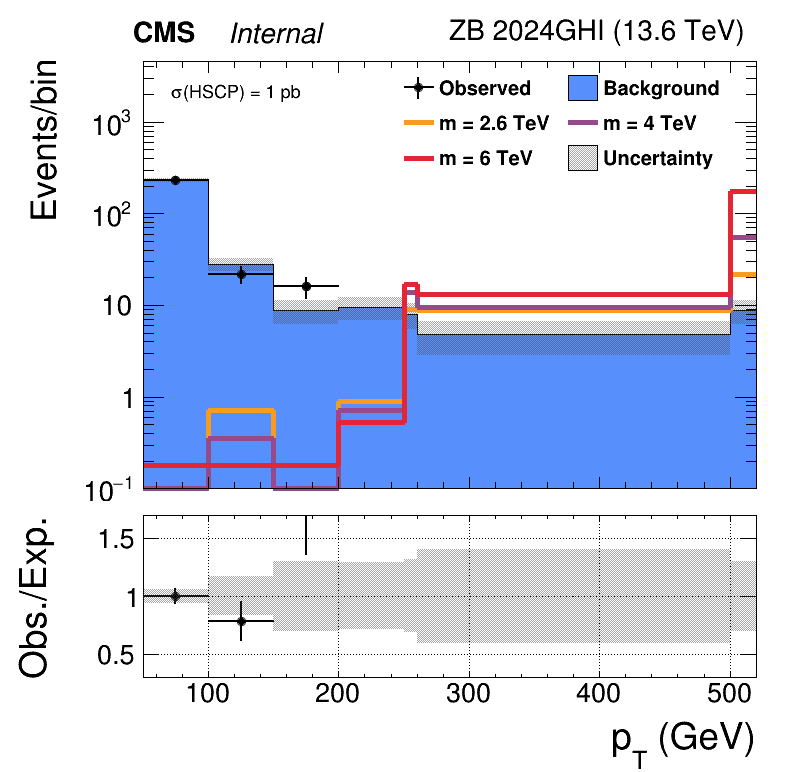 CMS Internal ZB 2024GHI (13.6 TeV)
σ(HSCP) = 1 pb
Observed Background
m = 2.6 TeV m = 4 TeV
m = 6 TeV Uncertainty
Events/bin
10³
10²
10
1
10⁻¹
Obs./Exp.
1.5
1
0.5
100 200 300 400 500
p_T (GeV)